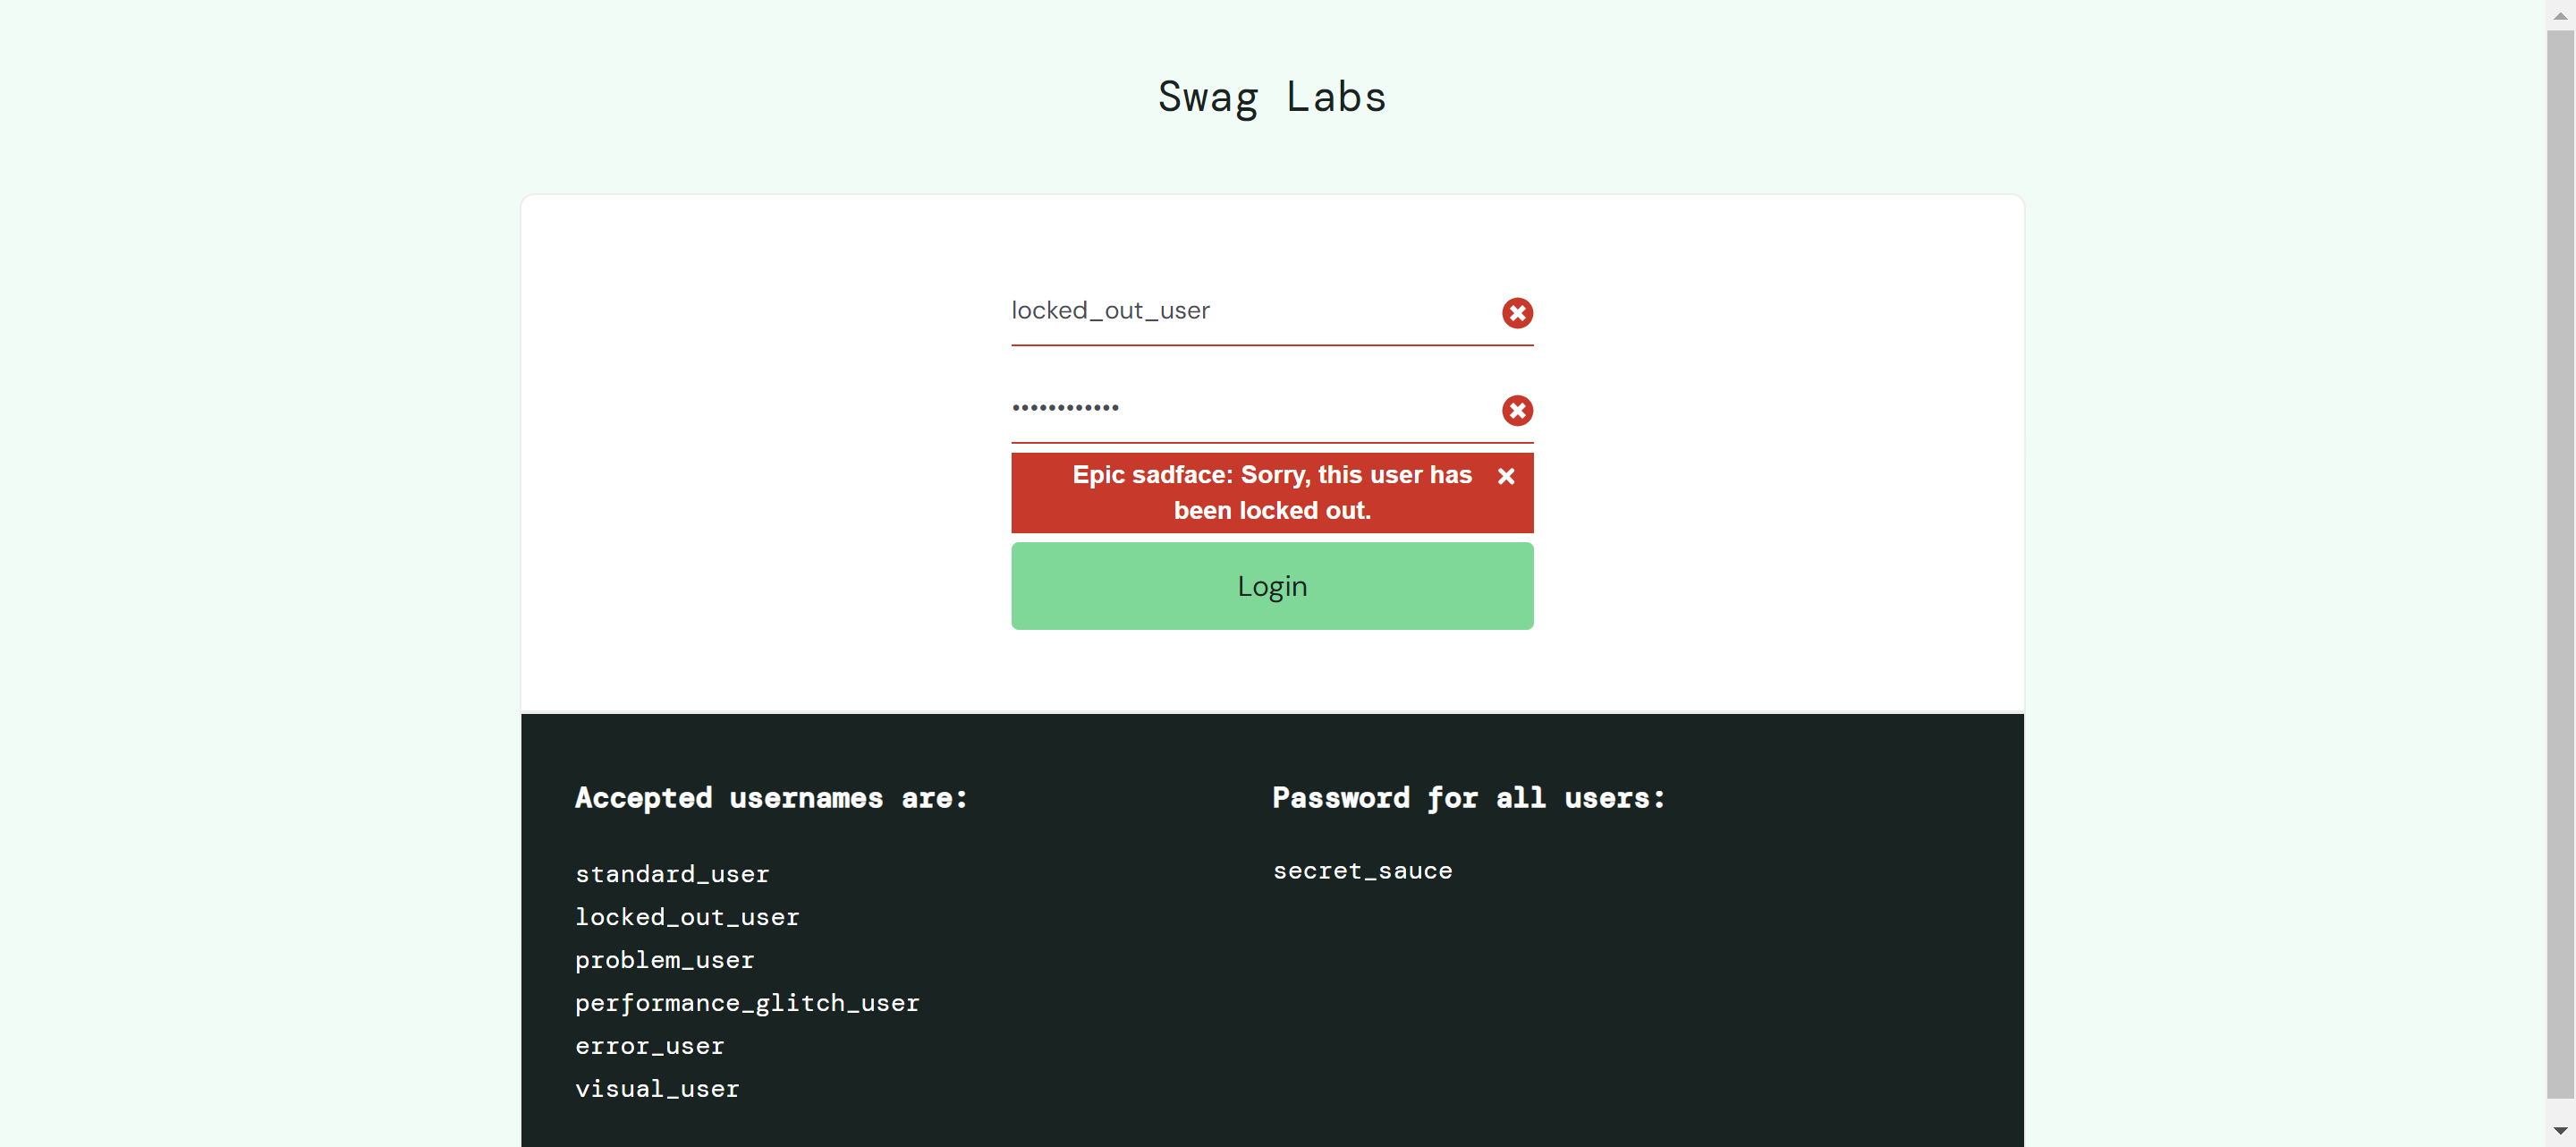 Swag Labs
locked_out_user
••••••••••••
Epic sadface: Sorry, this user has
been locked out.
Login
Accepted usernames are:
standard_user
locked_out_user
problem_user
performance_glitch_user
error_user
visual_user
Password for all users:
secret_sauce